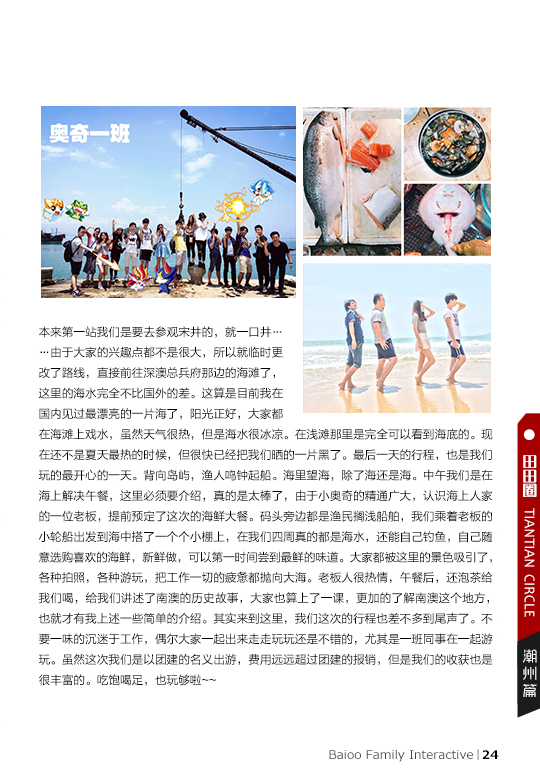 奥奇一班
本来第一站我们是要去参观宋井的，就一口井…
…由于大家的兴趣点都不是很大，所以就临时更
改了路线，直接前往深澳总兵府那边的海滩了，
这里的海水完全不比国外的差。这算是目前我在
国内见过最漂亮的一片海了，阳光正好，大家都
在海滩上戏水，虽然天气很热，但是海水很冰凉。在浅滩那里是完全可以看到海底的。现
在还不是夏天最热的时候，但很快已经把我们晒的一片黑了。最后一天的行程，也是我们
玩的最开心的一天。背向岛屿，渔人鸣钟起船。海里望海，除了海还是海。中午我们是在
海上解决午餐，这里必须要介绍，真的是太棒了，由于小奥奇的精通广大，认识海上人家
的一位老板，提前预定了这次的海鲜大餐。码头旁边都是渔民搁浅船舶，我们乘着老板的
小轮船出发到海中搭了一个个小棚上，在我们四周真的都是海水，还能自己钓鱼，自己随
意选购喜欢的海鲜，新鲜做，可以第一时间尝到最鲜的味道。大家都被这里的景色吸引了，
各种拍照，各种游玩，把工作一切的疲惫都抛向大海。老板人很热情，午餐后，还泡茶给
我们喝，给我们讲述了南澳的历史故事，大家也算上了一课，更加的了解南澳这个地方，
也就才有我上述一些简单的介绍。其实来到这里，我们这次的行程也差不多到尾声了。不
要一味的沉迷于工作，偶尔大家一起出来走走玩玩还是不错的，尤其是一班同事在一起游
玩。虽然这次我们是以团建的名义出游，费用远远超过团建的报销，但是我们的收获也是
很丰富的。吃饱喝足，也玩够啦~~
田田圈 TIANTIAN CIRCLE
潮州篇
Baioo Family Interactive | 24